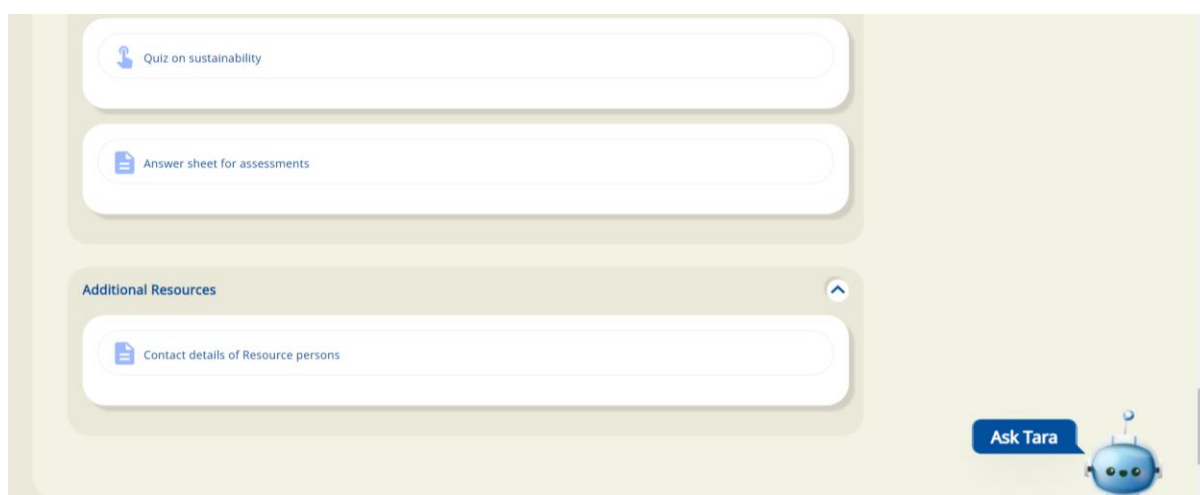 Quiz on sustainability
Answer sheet for assessments
Additional Resources
Contact details of Resource persons
Ask Tara